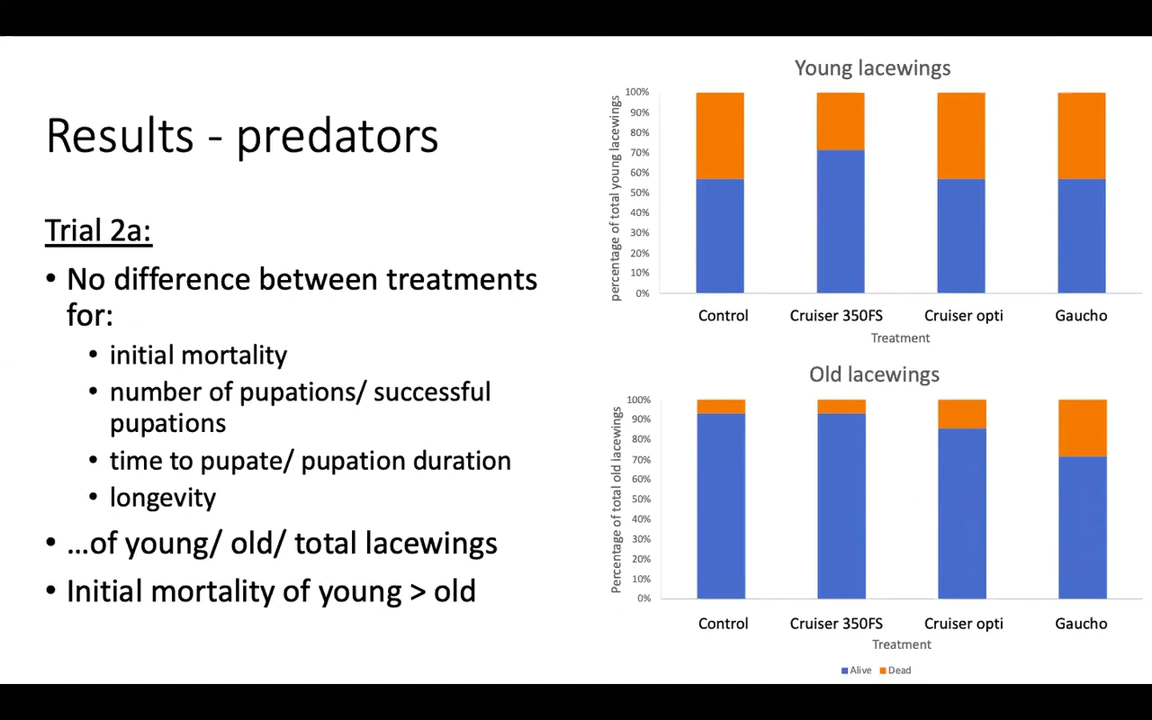 Results - predators
Trial 2a:
• No difference between treatments
for:
• initial mortality
• number of pupations/ successful
pupations
• time to pupate/ pupation duration
• longevity
• ...of young/ old/ total lacewings
• Initial mortality of young > old
Young lacewings
percentage of total young lacewings
100%
90%
80%
70%
60%
50%
40%
30%
20%
10%
0%
Control Cruiser 350FS Cruiser opti Gaucho
Treatment
Old lacewings
Percentage of total old lacewings
100%
90%
80%
70%
60%
50%
40%
30%
20%
10%
0%
Control Cruiser 350FS Cruiser opti Gaucho
Treatment
Alive Dead